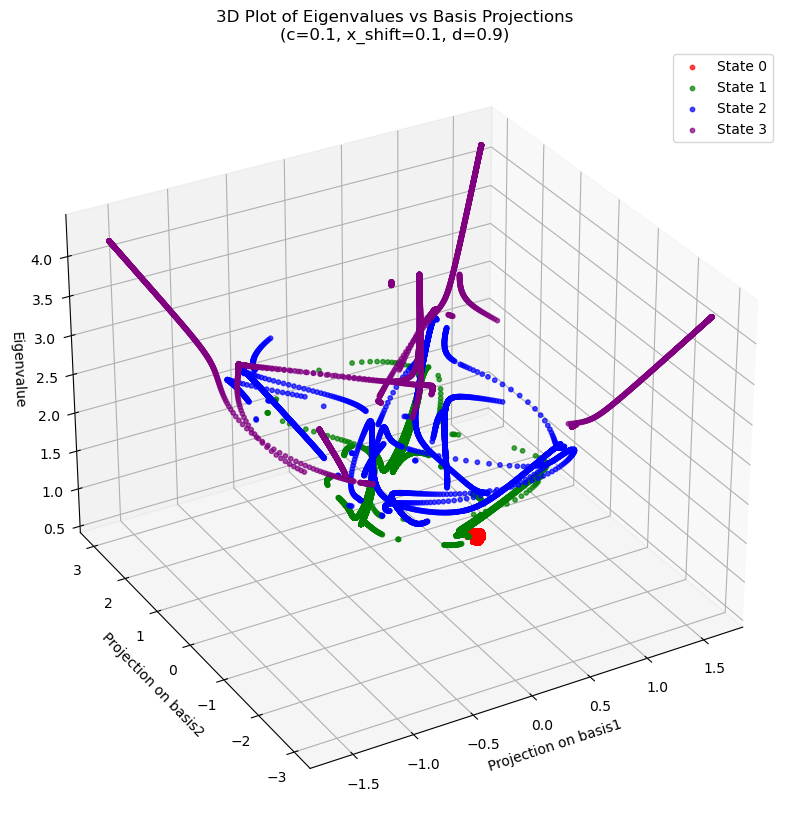 3D Plot of Eigenvalues vs Basis Projections
(c=0.1, x_shift=0.1, d=0.9)
State 0
State 1
State 2
State 3
4.0
3.5
3.0
2.5
2.0
1.5
1.0
0.5
Eigenvalue
3
2
1
0
−1
−2
−3
Projection on basis2
−1.5
−1.0
−0.5
0.0
0.5
1.0
1.5
Projection on basis1